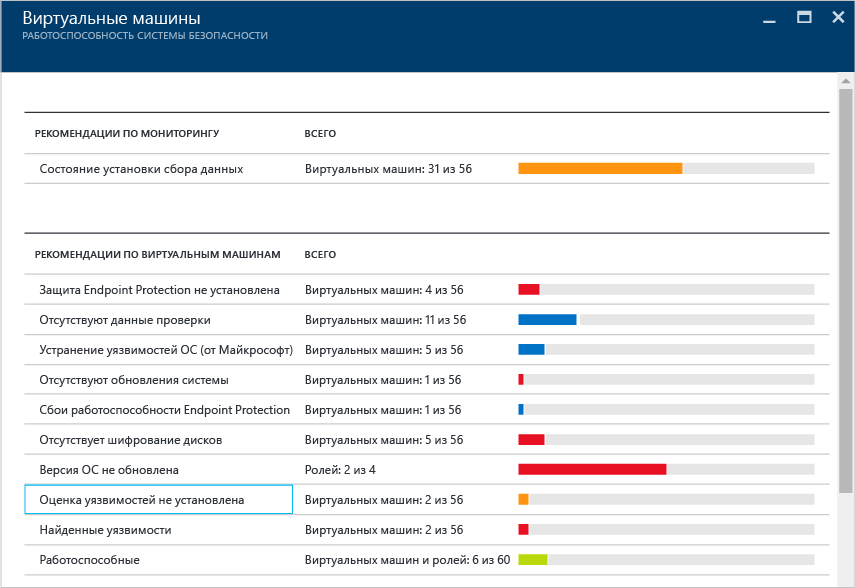 Виртуальные машины
РАБОТОСПОСОБНОСТЬ СИСТЕМЫ БЕЗОПАСНОСТИ
РЕКОМЕНДАЦИИ ПО МОНИТОРИНГУ ВСЕГО
Состояние установки сбора данных Виртуальных машин: 31 из 56
РЕКОМЕНДАЦИИ ПО ВИРТУАЛЬНЫМ МАШИНАМ ВСЕГО
Защита Endpoint Protection не установлена Виртуальных машин: 4 из 56
Отсутствуют данные проверки Виртуальных машин: 11 из 56
Устранение уязвимостей ОС (от Майкрософт) Виртуальных машин: 5 из 56
Отсутствуют обновления системы Виртуальных машин: 1 из 56
Сбои работоспособности Endpoint Protection Виртуальных машин: 1 из 56
Отсутствует шифрование дисков Виртуальных машин: 5 из 56
Версия ОС не обновлена Ролей: 2 из 4
Оценка уязвимостей не установлена Виртуальных машин: 2 из 56
Найденные уязвимости Виртуальных машин: 2 из 56
Работоспособные Виртуальных машин и ролей: 6 из 60